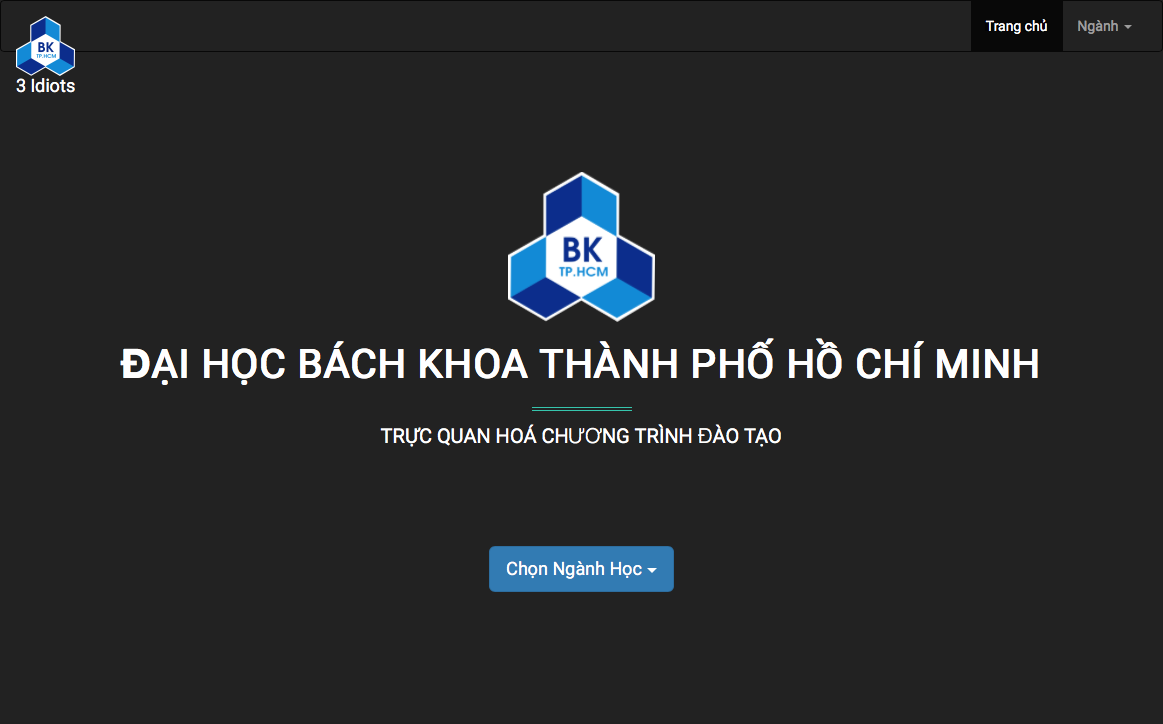 BK
TP.HCM
3 Idiots
Trang chủ
Ngành
BK
TP.HCM
ĐẠI HỌC BÁCH KHOA THÀNH PHỐ HỒ CHÍ MINH
TRỰC QUAN HOÁ CHƯƠNG TRÌNH ĐÀO TẠO
Chọn Ngành Học